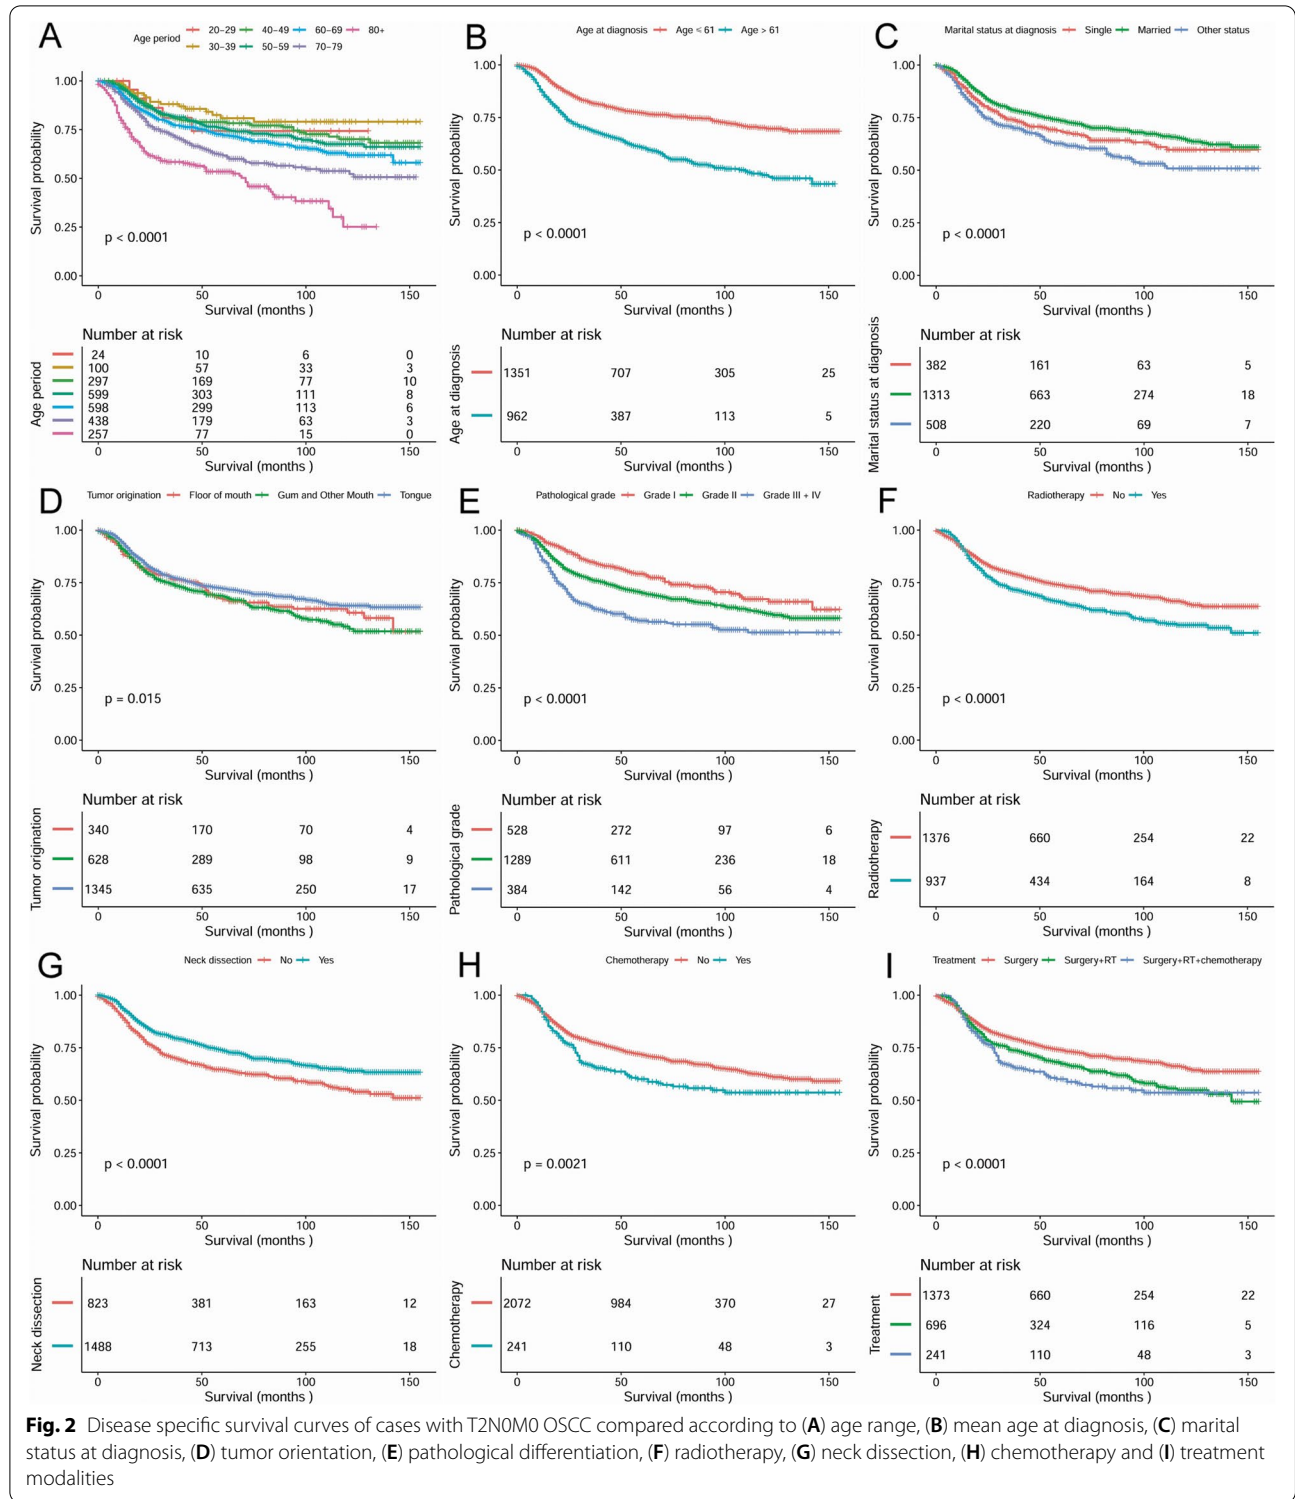 A
Age period 20-29 40-49 60-69 80+
30-39 50-59 70-79
Survival probability
1.00
0.75
0.50
0.25
0.00
p < 0.0001
0 50 100 150
Survival (months )
Number at risk
Age period
24 10 6 0
100 57 33 3
297 169 77 10
599 303 111 8
598 299 113 6
438 179 63 3
257 77 15 0
0 50 100 150
Survival (months )
B
Age at diagnosis Age ⩽ 61 Age > 61
Survival probability
1.00
0.75
0.50
0.25
0.00
p < 0.0001
0 50 100 150
Survival (months )
Number at risk
Age at diagnosis
1351 707 305 25
962 387 113 5
0 50 100 150
Survival (months )
C
Marital status at diagnosis Single Married Other status
Survival probability
1.00
0.75
0.50
0.25
0.00
p < 0.0001
0 50 100 150
Survival (months )
Number at risk
Marital status at diagnosis
382 161 63 5
1313 663 274 18
508 220 69 7
0 50 100 150
Survival (months )
D
Tumor origination Floor of mouth Gum and Other Mouth Tongue
Survival probability
1.00
0.75
0.50
0.25
0.00
p = 0.015
0 50 100 150
Survival (months )
Number at risk
Tumor origination
340 170 70 4
628 289 98 9
1345 635 250 17
0 50 100 150
Survival (months )
E
Pathological grade Grade I Grade II Grade III + IV
Survival probability
1.00
0.75
0.50
0.25
0.00
p < 0.0001
0 50 100 150
Survival (months )
Number at risk
Pathological grade
528 272 97 6
1289 611 236 18
384 142 56 4
0 50 100 150
Survival (months )
F
Radiotherapy No Yes
Survival probability
1.00
0.75
0.50
0.25
0.00
p < 0.0001
0 50 100 150
Survival (months )
Number at risk
Radiotherapy
1376 660 254 22
937 434 164 8
0 50 100 150
Survival (months )
G
Neck dissection No Yes
Survival probability
1.00
0.75
0.50
0.25
0.00
p < 0.0001
0 50 100 150
Survival (months )
Number at risk
Neck dissection
823 381 163 12
1488 713 255 18
0 50 100 150
Survival (months )
H
Chemotherapy No Yes
Survival probability
1.00
0.75
0.50
0.25
0.00
p = 0.0021
0 50 100 150
Survival (months )
Number at risk
Chemotherapy
2072 984 370 27
241 110 48 3
0 50 100 150
Survival (months )
I
Treatment Surgery Surgery+RT Surgery+RT+chemotherapy
Survival probability
1.00
0.75
0.50
0.25
0.00
p < 0.0001
0 50 100 150
Survival (months )
Number at risk
Treatment
1373 660 254 22
696 324 116 5
241 110 48 3
0 50 100 150
Survival (months )
Fig. 2 Disease specific survival curves of cases with T2N0M0 OSCC compared according to (A) age range, (B) mean age at diagnosis, (C) marital
status at diagnosis, (D) tumor orientation, (E) pathological differentiation, (F) radiotherapy, (G) neck dissection, (H) chemotherapy and (I) treatment
modalities